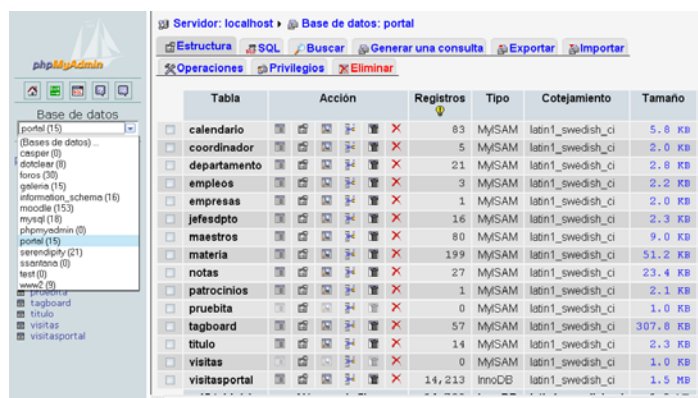 phpMyAdmin
Base de datos
portal (15)
(Bases de datos) ...
casper (0)
dotclear (8)
foros (30)
galeria (15)
information_schema (16)
moodle (153)
mysql (18)
phpmyadmin (0)
portal (15)
serendipity (21)
ssantana (0)
test (0)
www2 (9)
pruebita
tagboard
titulo
visitas
visitasportal
Servidor: localhost Base de datos: portal
Estructura SQL Buscar Generar una consulta Exportar Importar
Operaciones Privilegios Eliminar
Tabla Acción Registros Tipo Cotejamiento Tamaño
calendario 83 MyISAM latin1_swedish_ci 5.8 KB
coordinador 5 MyISAM latin1_swedish_ci 2.0 KB
departamento 21 MyISAM latin1_swedish_ci 2.8 KB
empleos 3 MyISAM latin1_swedish_ci 2.2 KB
empresas 1 MyISAM latin1_swedish_ci 2.0 KB
jefesdpto 16 MyISAM latin1_swedish_ci 2.3 KB
maestros 80 MyISAM latin1_swedish_ci 9.0 KB
materia 199 MyISAM latin1_swedish_ci 51.2 KB
notas 27 MyISAM latin1_swedish_ci 23.4 KB
patrocinios 1 MyISAM latin1_swedish_ci 2.1 KB
pruebita 0 MyISAM latin1_swedish_ci 1.0 KB
tagboard 57 MyISAM latin1_swedish_ci 307.8 KB
titulo 14 MyISAM latin1_swedish_ci 2.3 KB
visitas 0 MyISAM latin1_swedish_ci 1.0 KB
visitasportal 14,213 InnoDB latin1_swedish_ci 1.5 MB